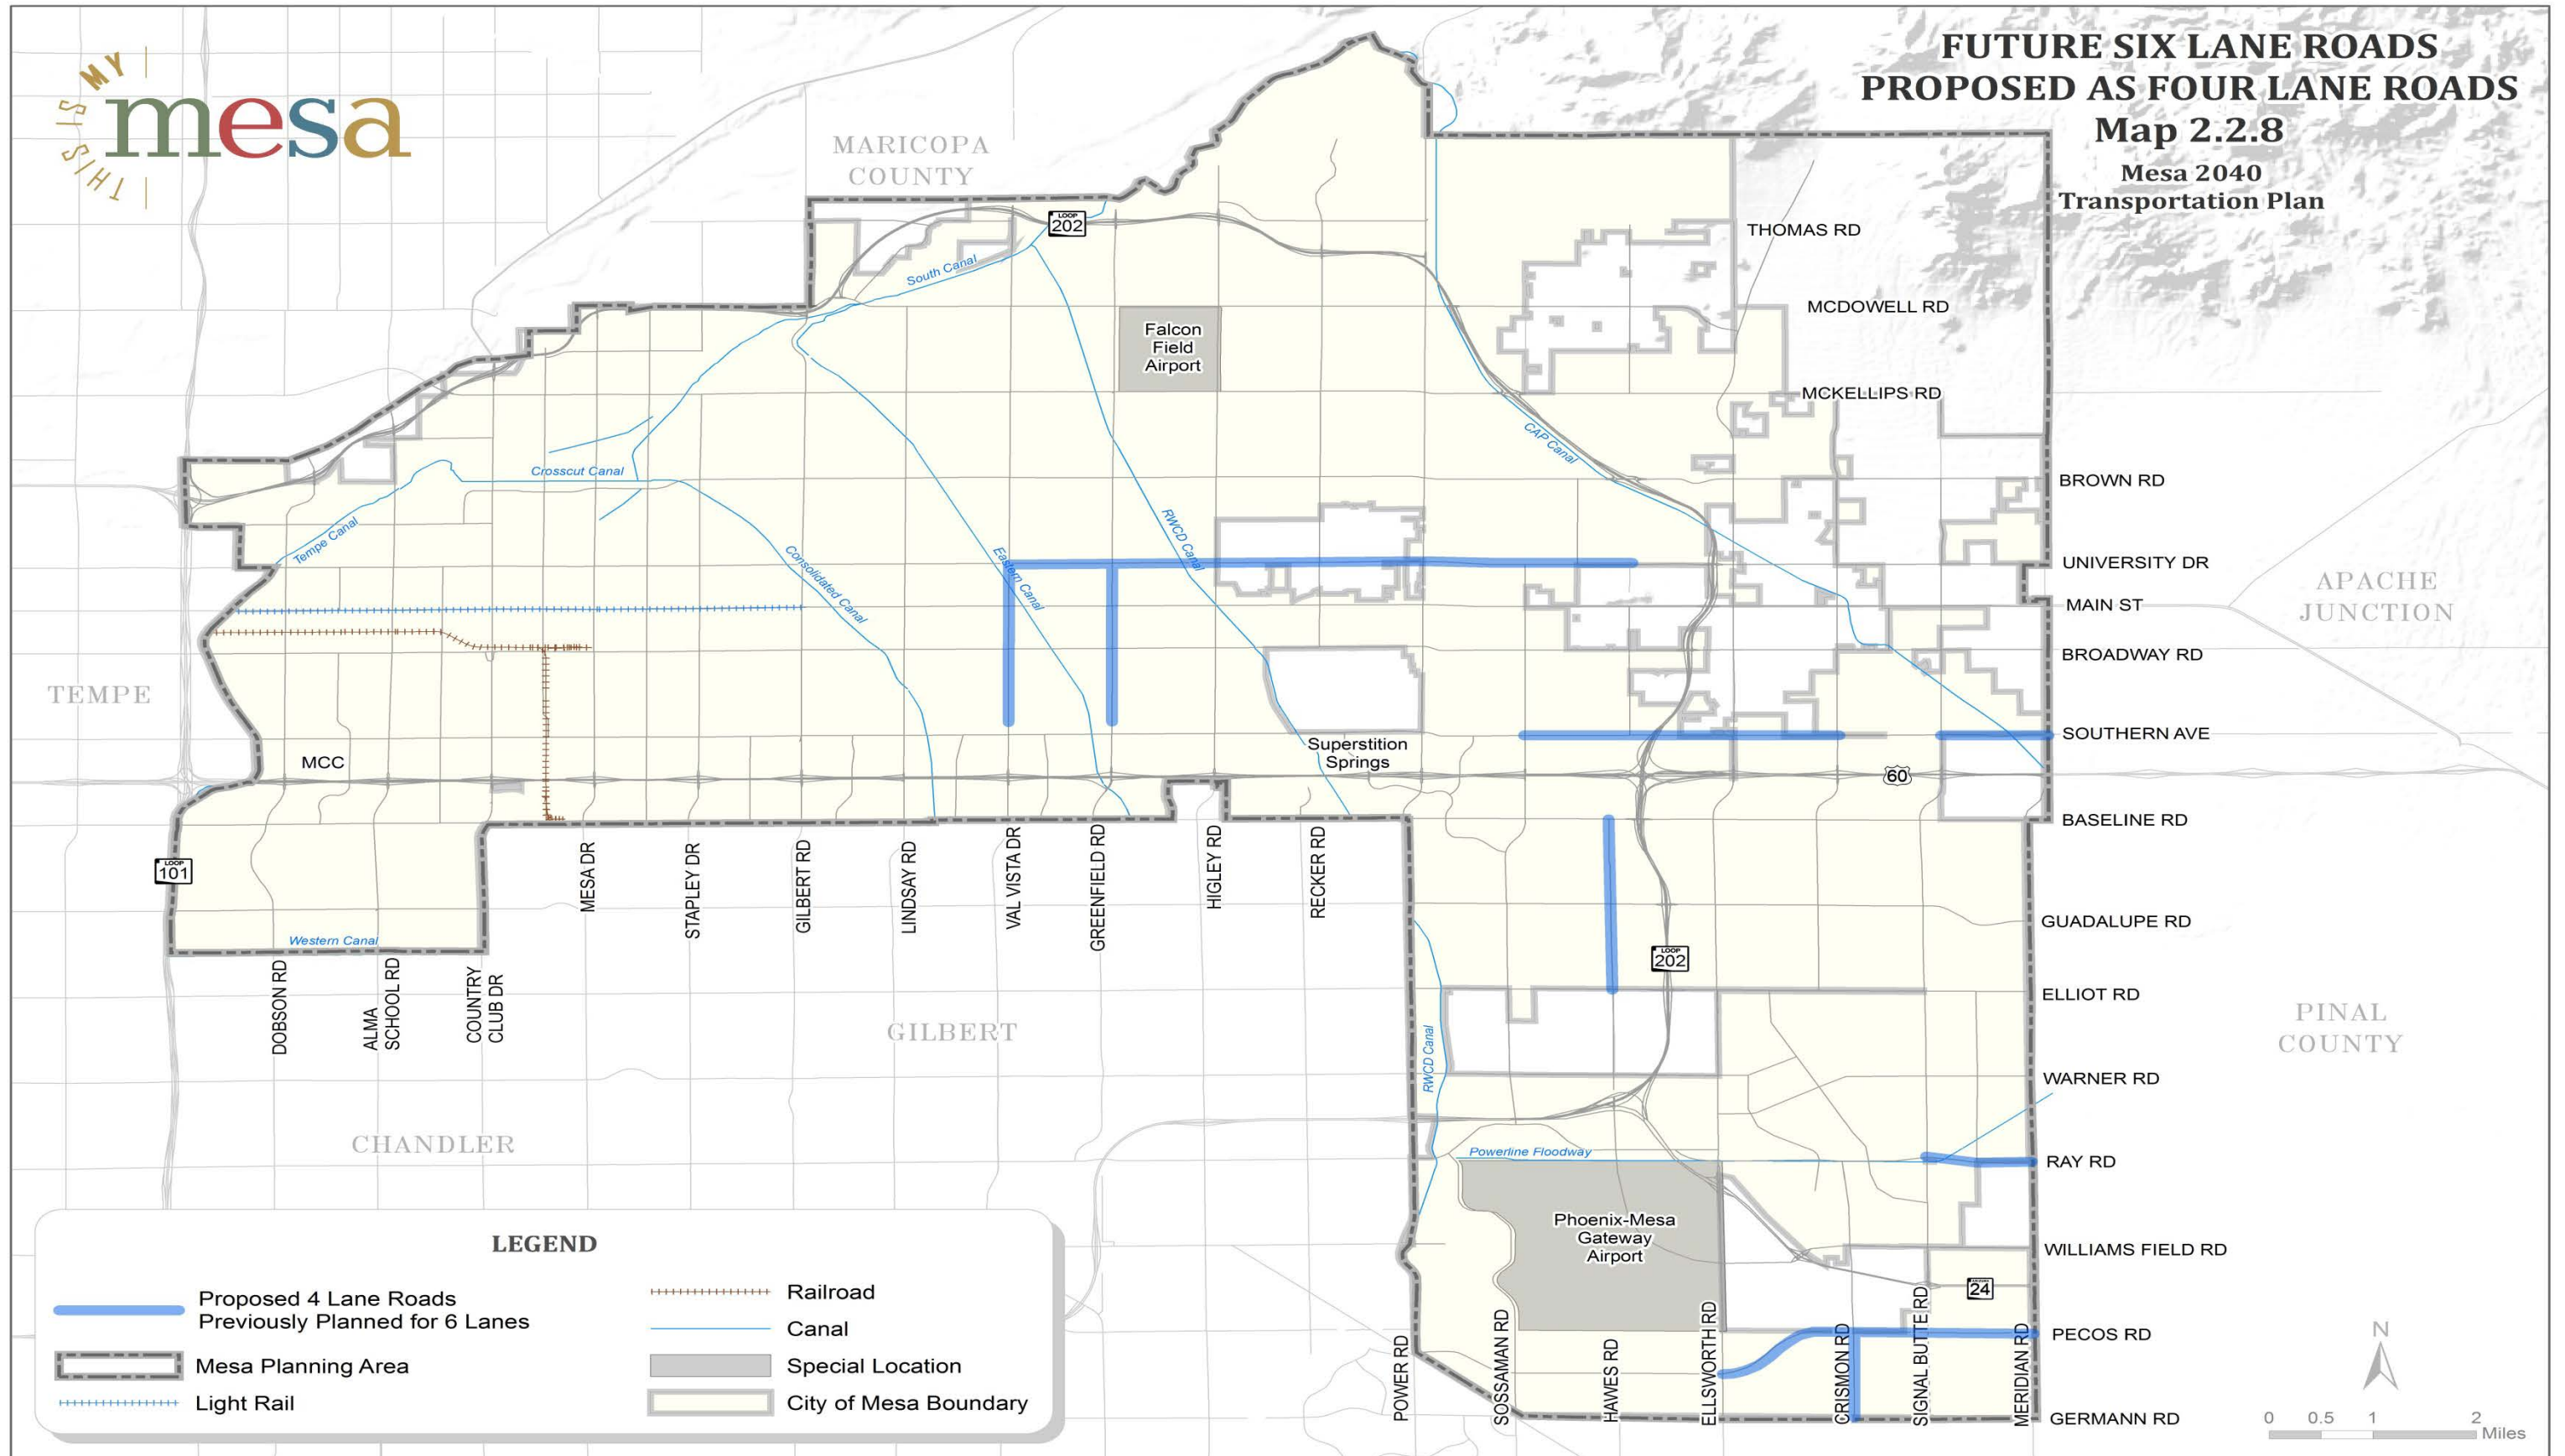 THIS IS MY
mesa
FUTURE SIX LANE ROADS
PROPOSED AS FOUR LANE ROADS
Map 2.2.8
Mesa 2040
Transportation Plan
MARICOPA
COUNTY
LOOP
202
THOMAS RD
South Canal
MCDOWELL RD
Falcon
Field
Airport
MCKELLIPS RD
CAP Canal
Crosscut Canal
BROWN RD
Tempe Canal
RWCD Canal
Consolidated Canal
Eastern Canal
UNIVERSITY DR
APACHE
JUNCTION
MAIN ST
BROADWAY RD
TEMPE
SOUTHERN AVE
MCC
Superstition
Springs
60
BASELINE RD
LOOP
101
MESA DR
STAPLEY DR
GILBERT RD
LINDSAY RD
VAL VISTA DR
GREENFIELD RD
HIGLEY RD
RECKER RD
GUADALUPE RD
Western Canal
LOOP
202
DOBSON RD
ALMA
SCHOOL RD
COUNTRY
CLUB DR
ELLIOT RD
GILBERT
PINAL
COUNTY
RWCD Canal
WARNER RD
CHANDLER
Powerline Floodway
RAY RD
Phoenix-Mesa
Gateway
Airport
WILLIAMS FIELD RD
24
PECOS RD
POWER RD
SOSSAMAN RD
HAWES RD
ELLSWORTH RD
CRISMON RD
SIGNAL BUTTE RD
MERIDIAN RD
GERMANN RD
LEGEND
Proposed 4 Lane Roads
Previously Planned for 6 Lanes
Mesa Planning Area
Light Rail
Railroad
Canal
Special Location
City of Mesa Boundary
N
0 0.5 1 2
Miles